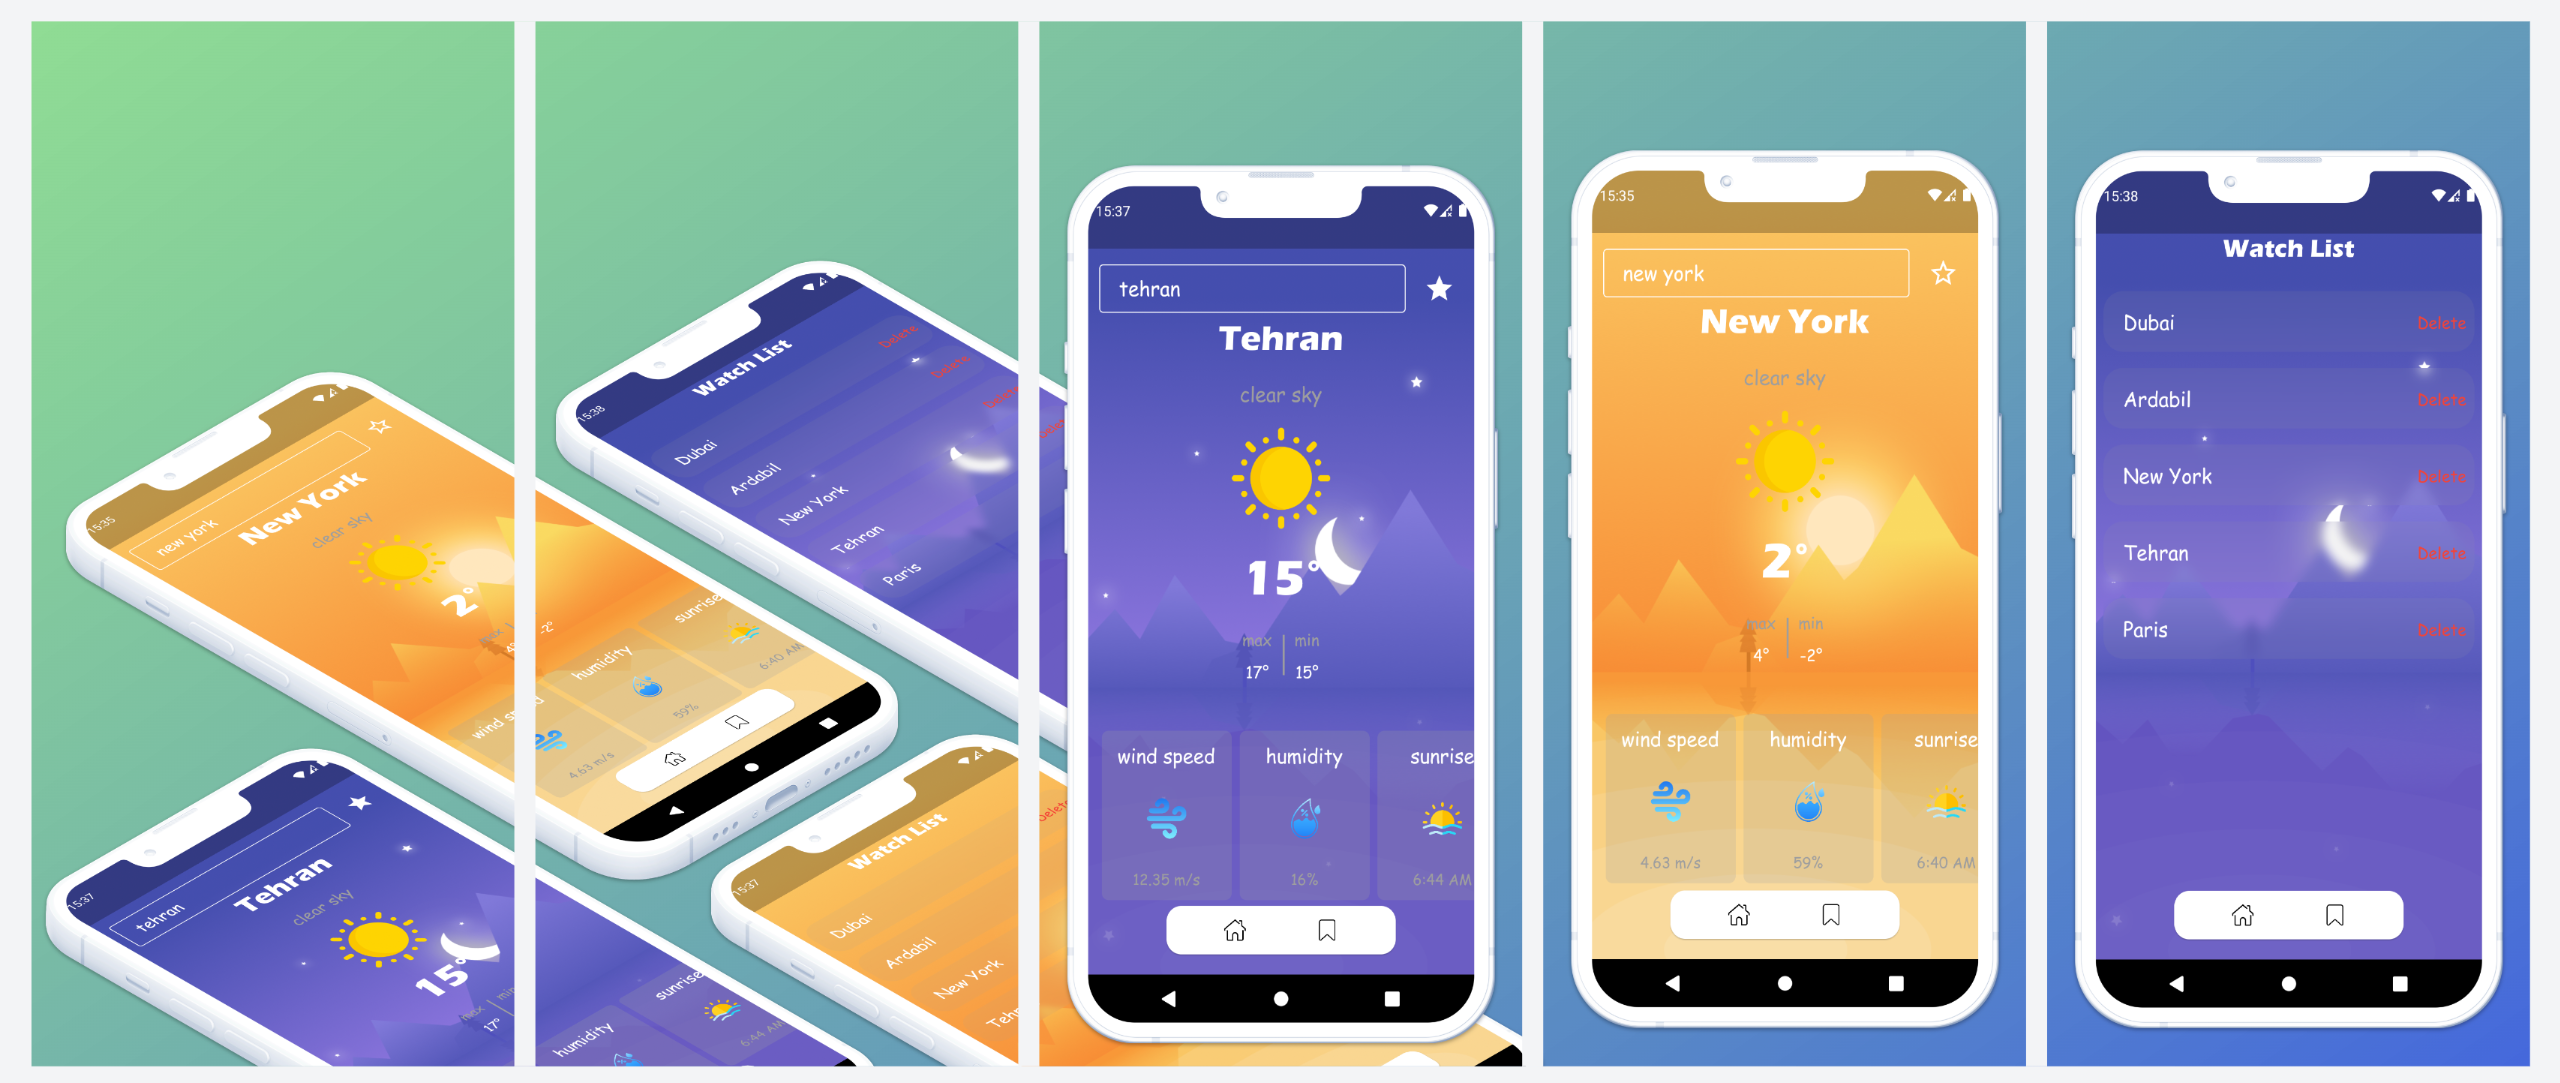 15:35
new york
New York
clear sky
2°
max
4°
-2°
wind speed
4.63 m/s
humidity
59%
sunrise
6:40 AM
15:37
tehran
Tehran
clear sky
15°
max
min
17°
humidity
sunrise
6:44 AM
15:38
Watch List
Dubai
Delete
Ardabil
Delete
New York
Delete
Tehran
Delete
Paris
15:37
Watch List
Dubai
Ardabil
New York
Tehr
Delete
15:37
tehran
Tehran
clear sky
15°
max min
17° 15°
wind speed humidity sunrise
%
12.35 m/s 16% 6:44 AM
15:35
new york
New York
clear sky
2°
max min
4° -2°
wind speed humidity sunrise
%
4.63 m/s 59% 6:40 AM
15:38
Watch List
Dubai Delete
Ardabil Delete
New York Delete
Tehran Delete
Paris Delete